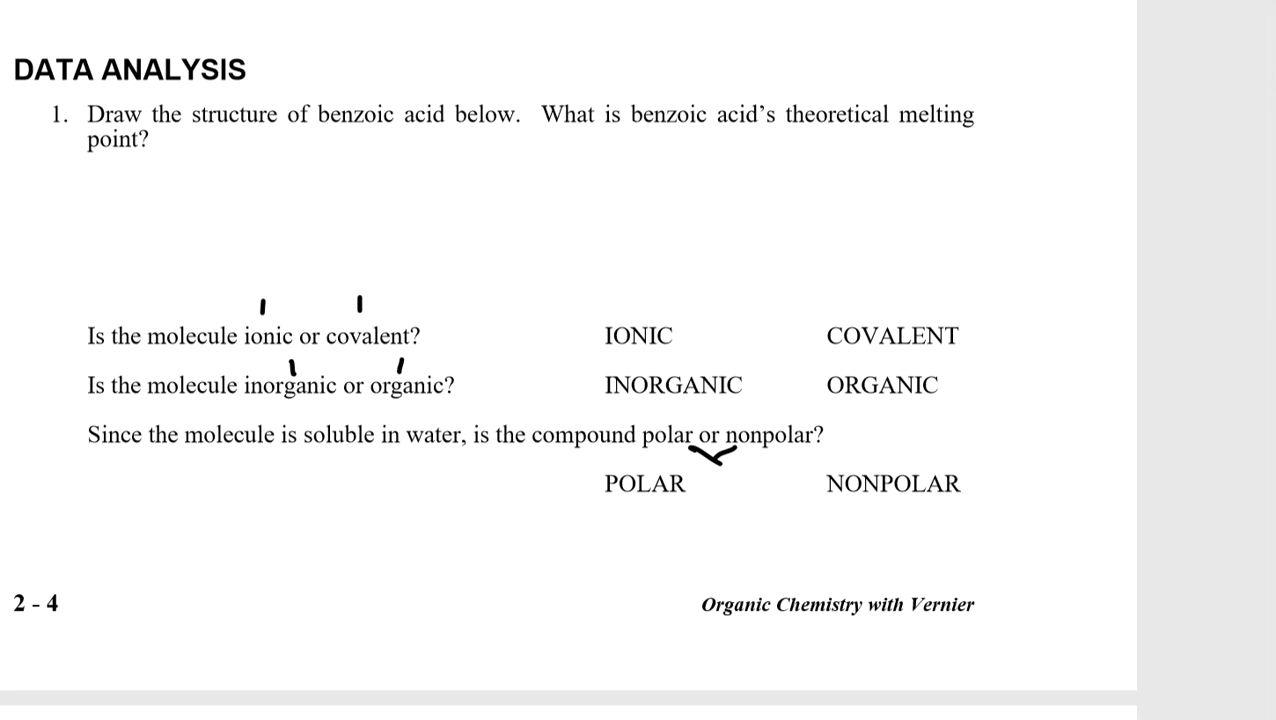 DATA ANALYSIS
1. Draw the structure of benzoic acid below. What is benzoic acid's theoretical melting
point?
Is the molecule ionic or covalent? IONIC COVALENT
Is the molecule inorganic or organic? INORGANIC ORGANIC
Since the molecule is soluble in water, is the compound polar or nonpolar?
POLAR NONPOLAR
2 - 4 Organic Chemistry with Vernier